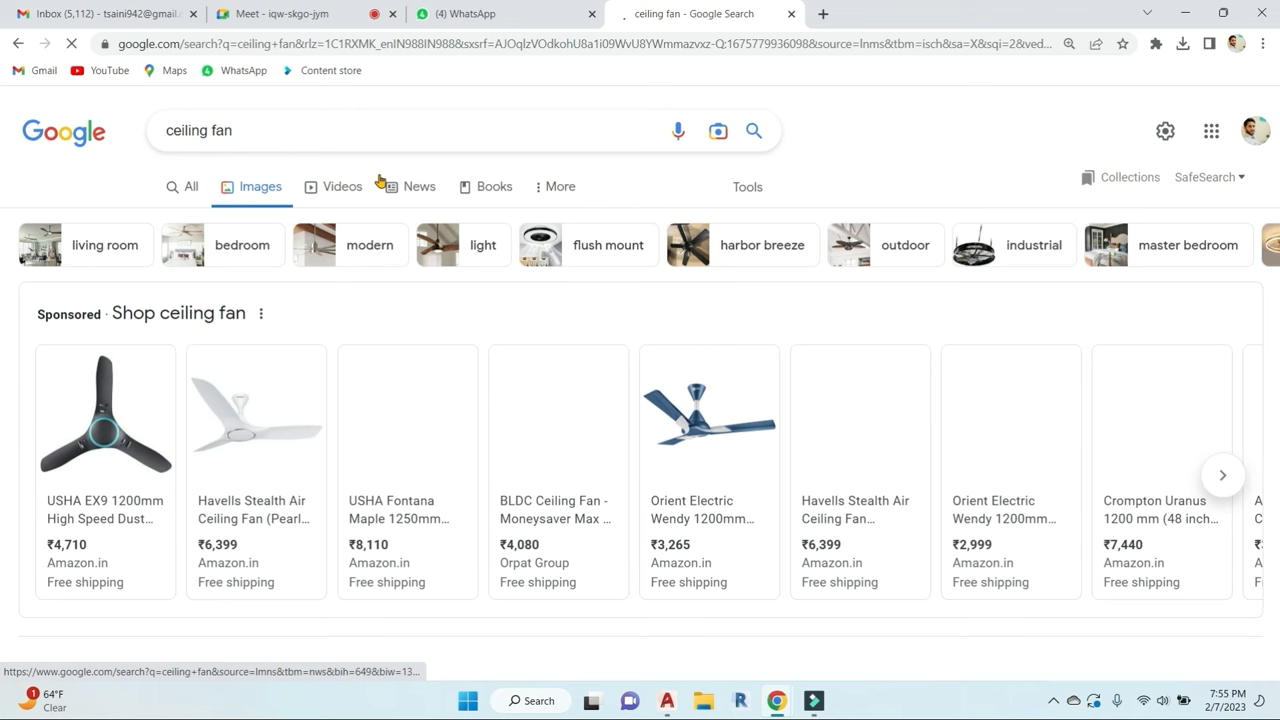 Inbox (5,112) - tsaini942@gmail.
Meet - iqw-skgo-jym
(4) WhatsApp
ceiling fan - Google Search
google.com/search?q=ceiling+fan&rlz=1C1RXMK_enIN988IN988&sxsrf=AJOqlzVOdkohU8a1i09WvU8YWmmazvxz-Q:1675779936098&source=lnms&tbm=isch&sa=X&sqi=2&ved...
Gmail
YouTube
Maps
WhatsApp
Content store
Google
ceiling fan
All
Images
Videos
News
Books
More
Tools
Collections
SafeSearch
living room
bedroom
modern
light
flush mount
harbor breeze
outdoor
industrial
master bedroom
Sponsored · Shop ceiling fan
USHA EX9 1200mm
High Speed Dust...
₹4,710
Amazon.in
Free shipping
Havells Stealth Air
Ceiling Fan (Pearl...
₹6,399
Amazon.in
Free shipping
USHA Fontana
Maple 1250mm...
₹8,110
Amazon.in
Free shipping
BLDC Ceiling Fan -
Moneysaver Max ...
₹4,080
Orpat Group
Free shipping
Orient Electric
Wendy 1200mm...
₹3,265
Amazon.in
Free shipping
Havells Stealth Air
Ceiling Fan...
₹6,399
Amazon.in
Free shipping
Orient Electric
Wendy 1200mm...
₹2,999
Amazon.in
Free shipping
Crompton Uranus
1200 mm (48 inch...
₹7,440
Amazon.in
Free shipping
https://www.google.com/search?q=ceiling+fan&source=lmns&tbm=nws&bih=649&biw=13...
1
64°F
Clear
Search
7:55 PM
2/7/2023